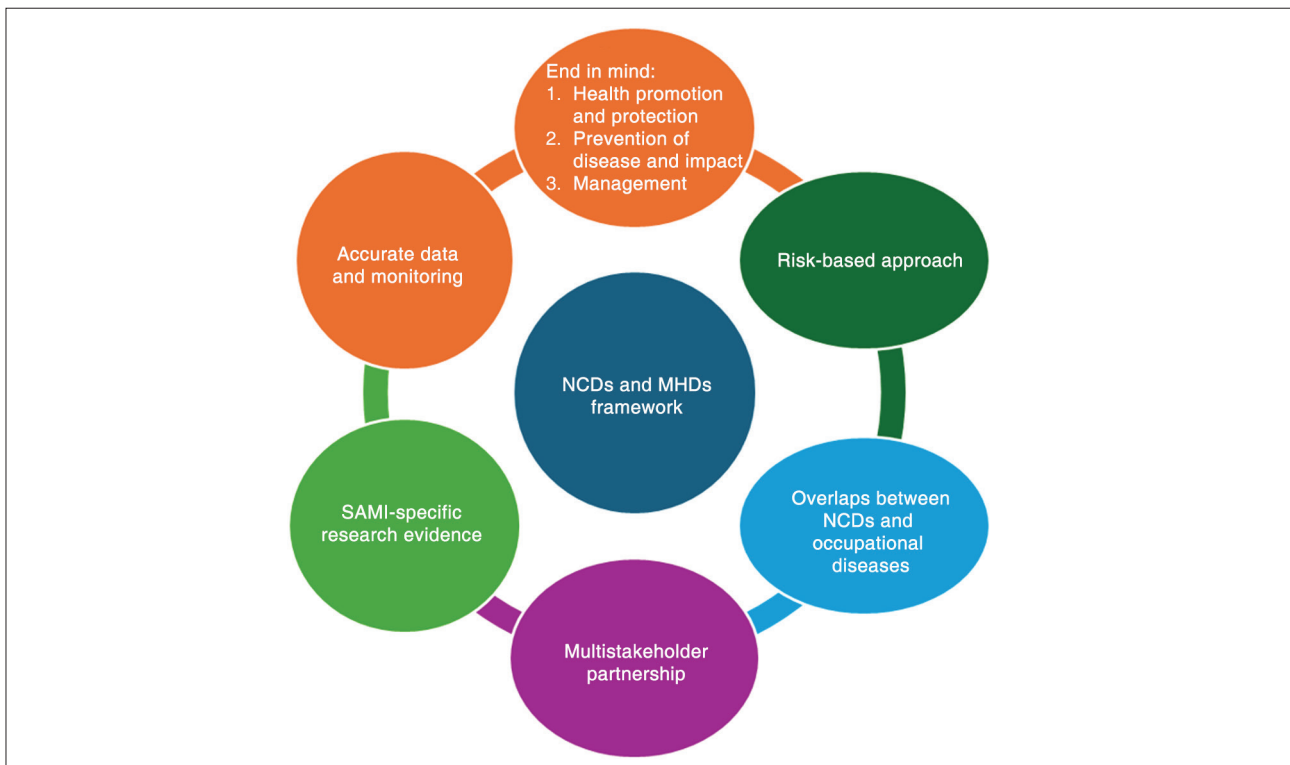 End in mind:
1. Health promotion
and protection
2. Prevention of
disease and impact
3. Management
Risk-based approach
Overlaps between
NCDs and
occupational
diseases
Multistakeholder
partnership
SAMI-specific
research evidence
Accurate data
and monitoring
NCDs and MHDs
framework